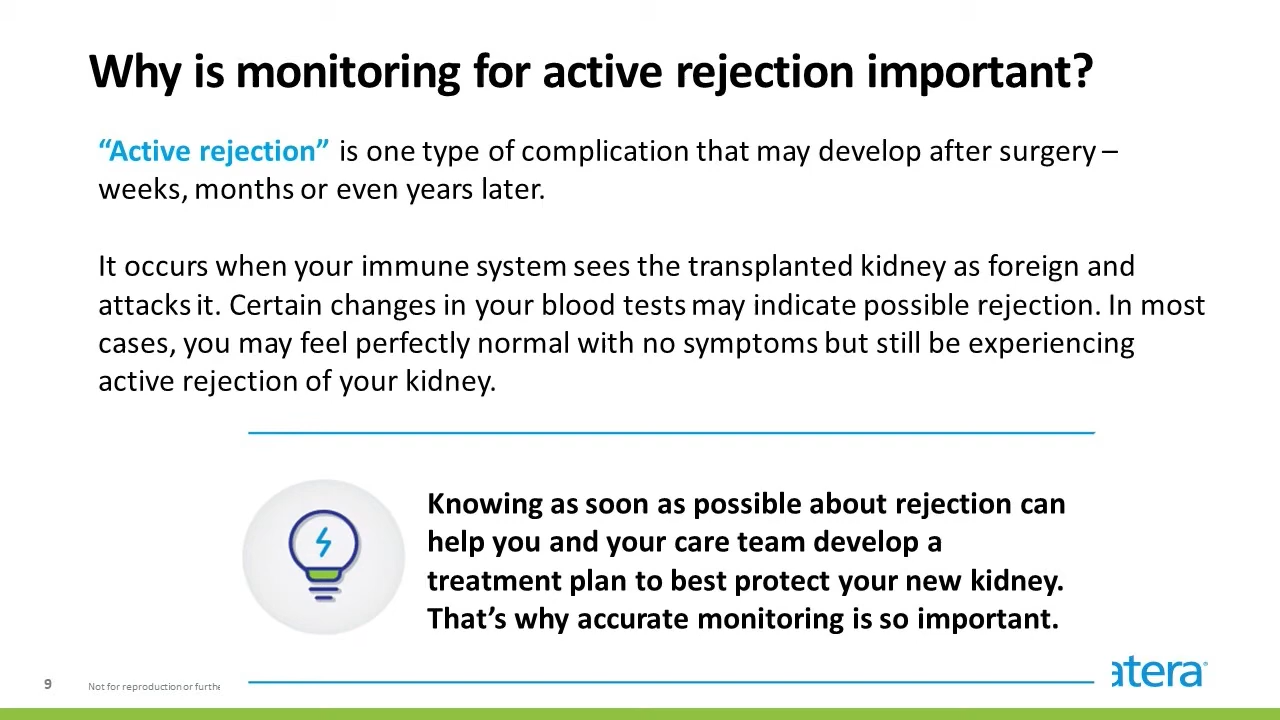 Why is monitoring for active rejection important?
“Active rejection” is one type of complication that may develop after surgery –
weeks, months or even years later.
It occurs when your immune system sees the transplanted kidney as foreign and
attacks it. Certain changes in your blood tests may indicate possible rejection. In most
cases, you may feel perfectly normal with no symptoms but still be experiencing
active rejection of your kidney.
Knowing as soon as possible about rejection can
help you and your care team develop a
treatment plan to best protect your new kidney.
That’s why accurate monitoring is so important.
9
Not for reproduction or furthe
atera®